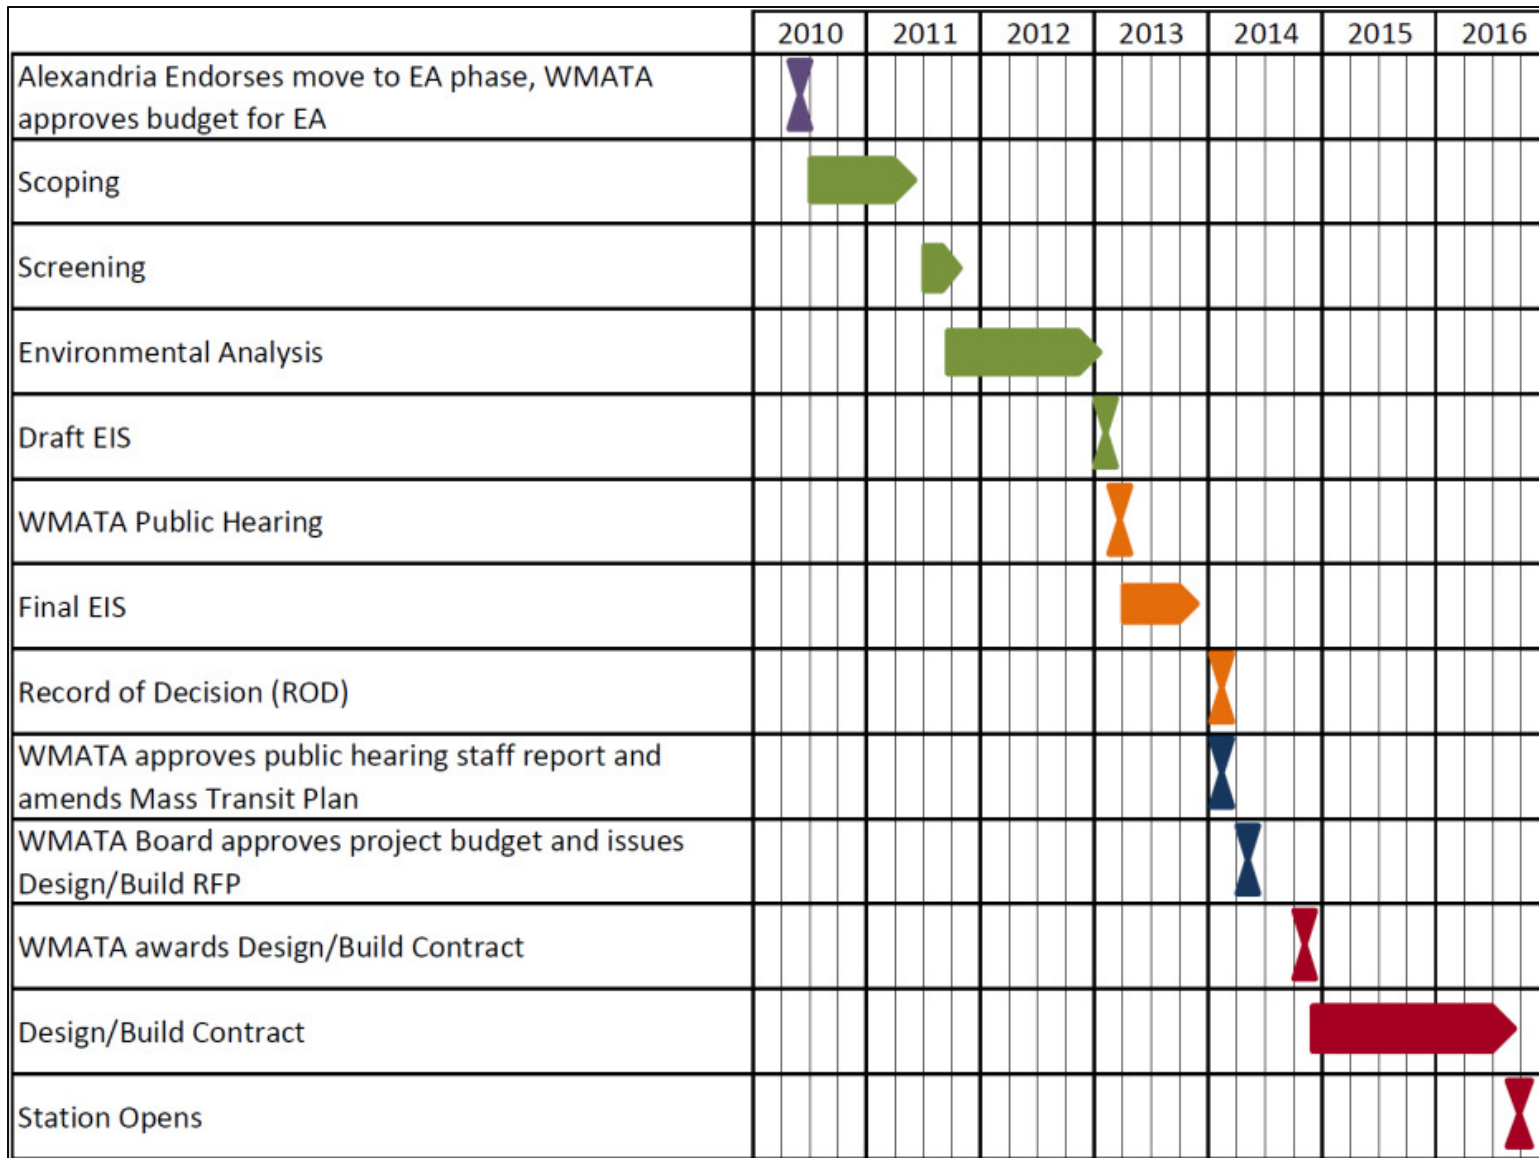 2010 2011 2012 2013 2014 2015 2016
Alexandria Endorses move to EA phase, WMATA
approves budget for EA
Scoping
Screening
Environmental Analysis
Draft EIS
WMATA Public Hearing
Final EIS
Record of Decision (ROD)
WMATA approves public hearing staff report and
amends Mass Transit Plan
WMATA Board approves project budget and issues
Design/Build RFP
WMATA awards Design/Build Contract
Design/Build Contract
Station Opens